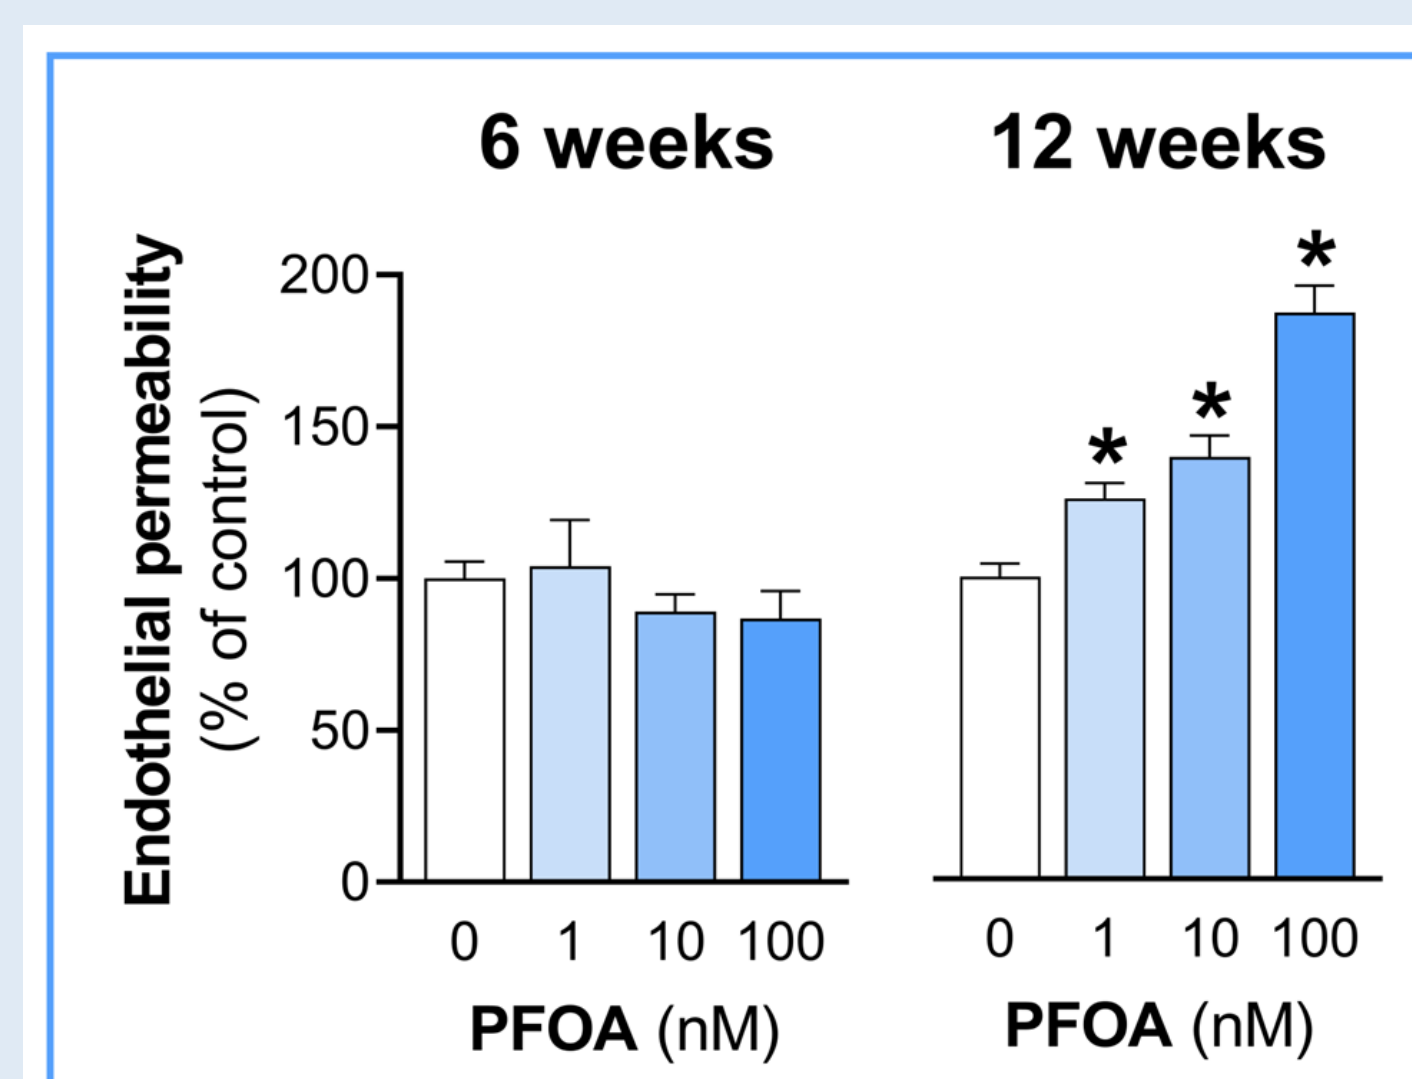 6 weeks
12 weeks
Endothelial permeability
(% of control)
200
150
100
50
0
*
*
*
0 1 10 100
PFOA (nM)
0 1 10 100
PFOA (nM)